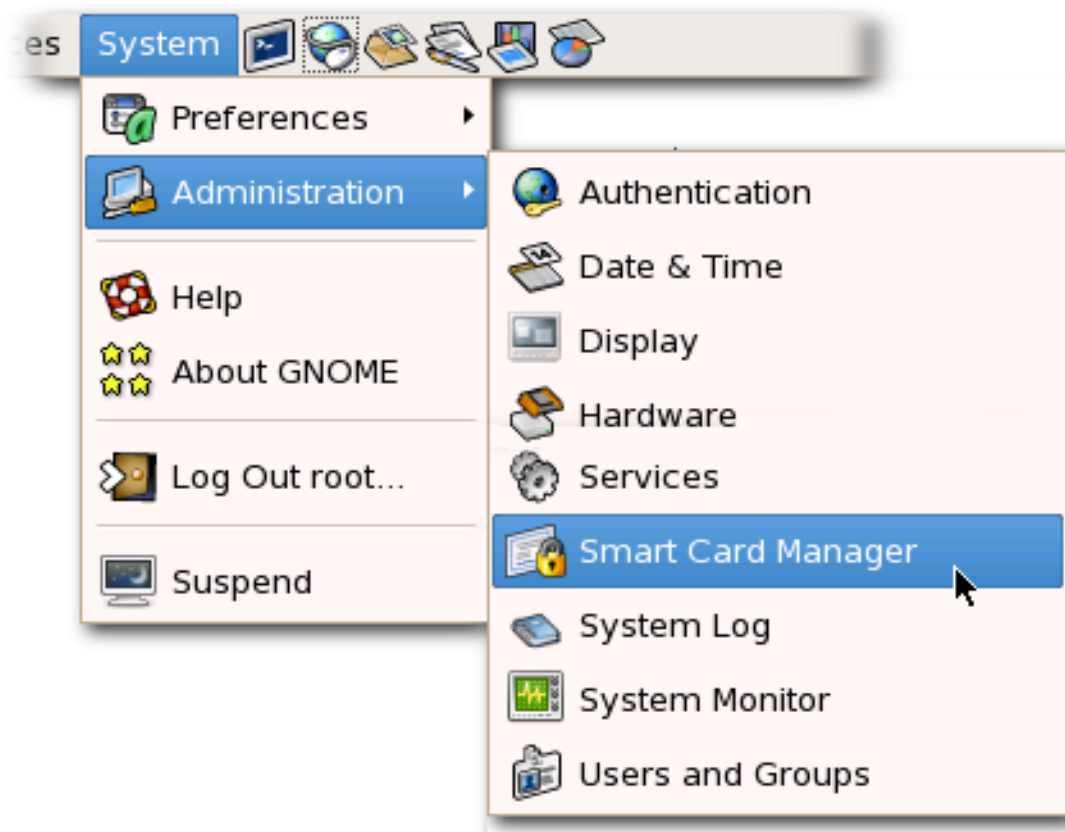 es
System
Preferences
Administration
Help
About GNOME
Log Out root...
Suspend
Authentication
Date & Time
Display
Hardware
Services
Smart Card Manager
System Log
System Monitor
Users and Groups